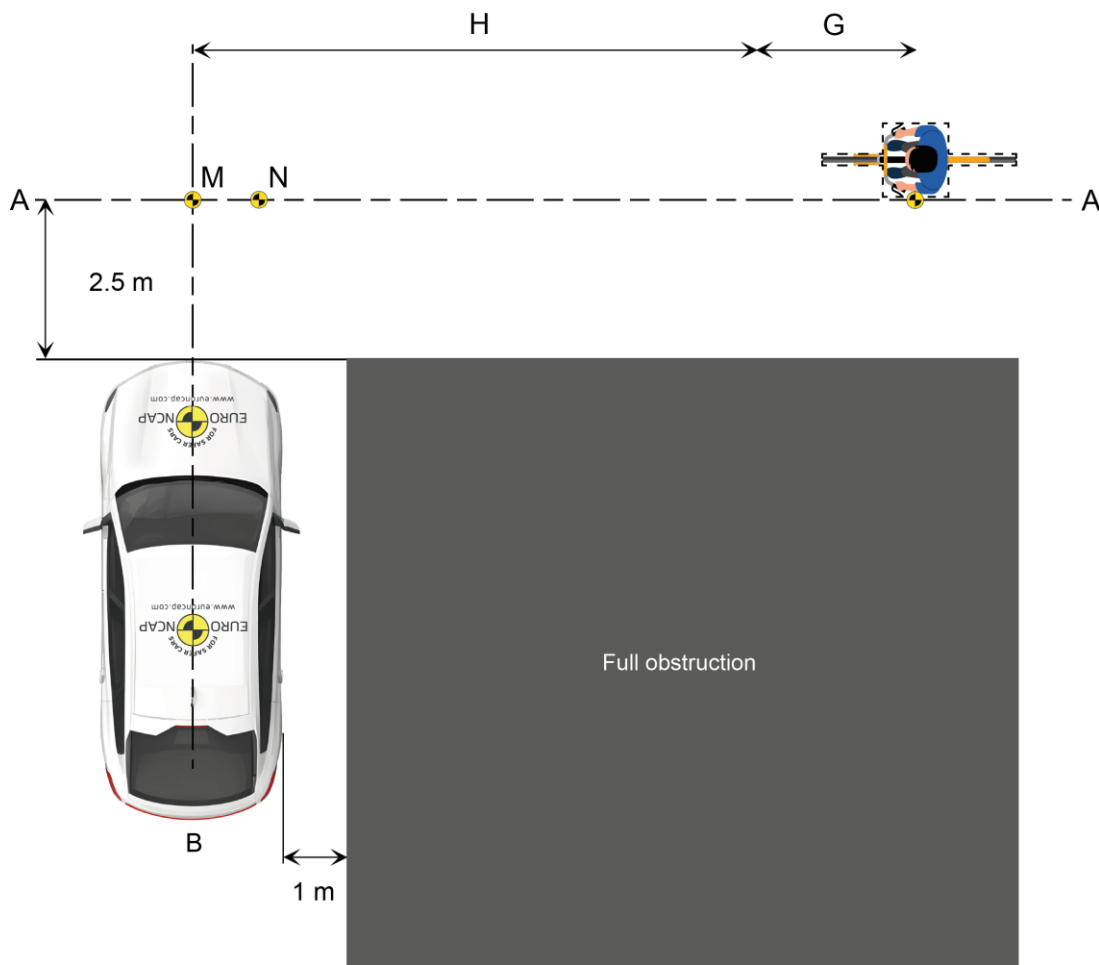 H
G
M
N
A
A
2.5 m
www.euroncap.com
EURO NCAP
FOR SAFER CARS
www.euroncap.com
EURO NCAP
FOR SAFER CARS
Full obstruction
B
1 m